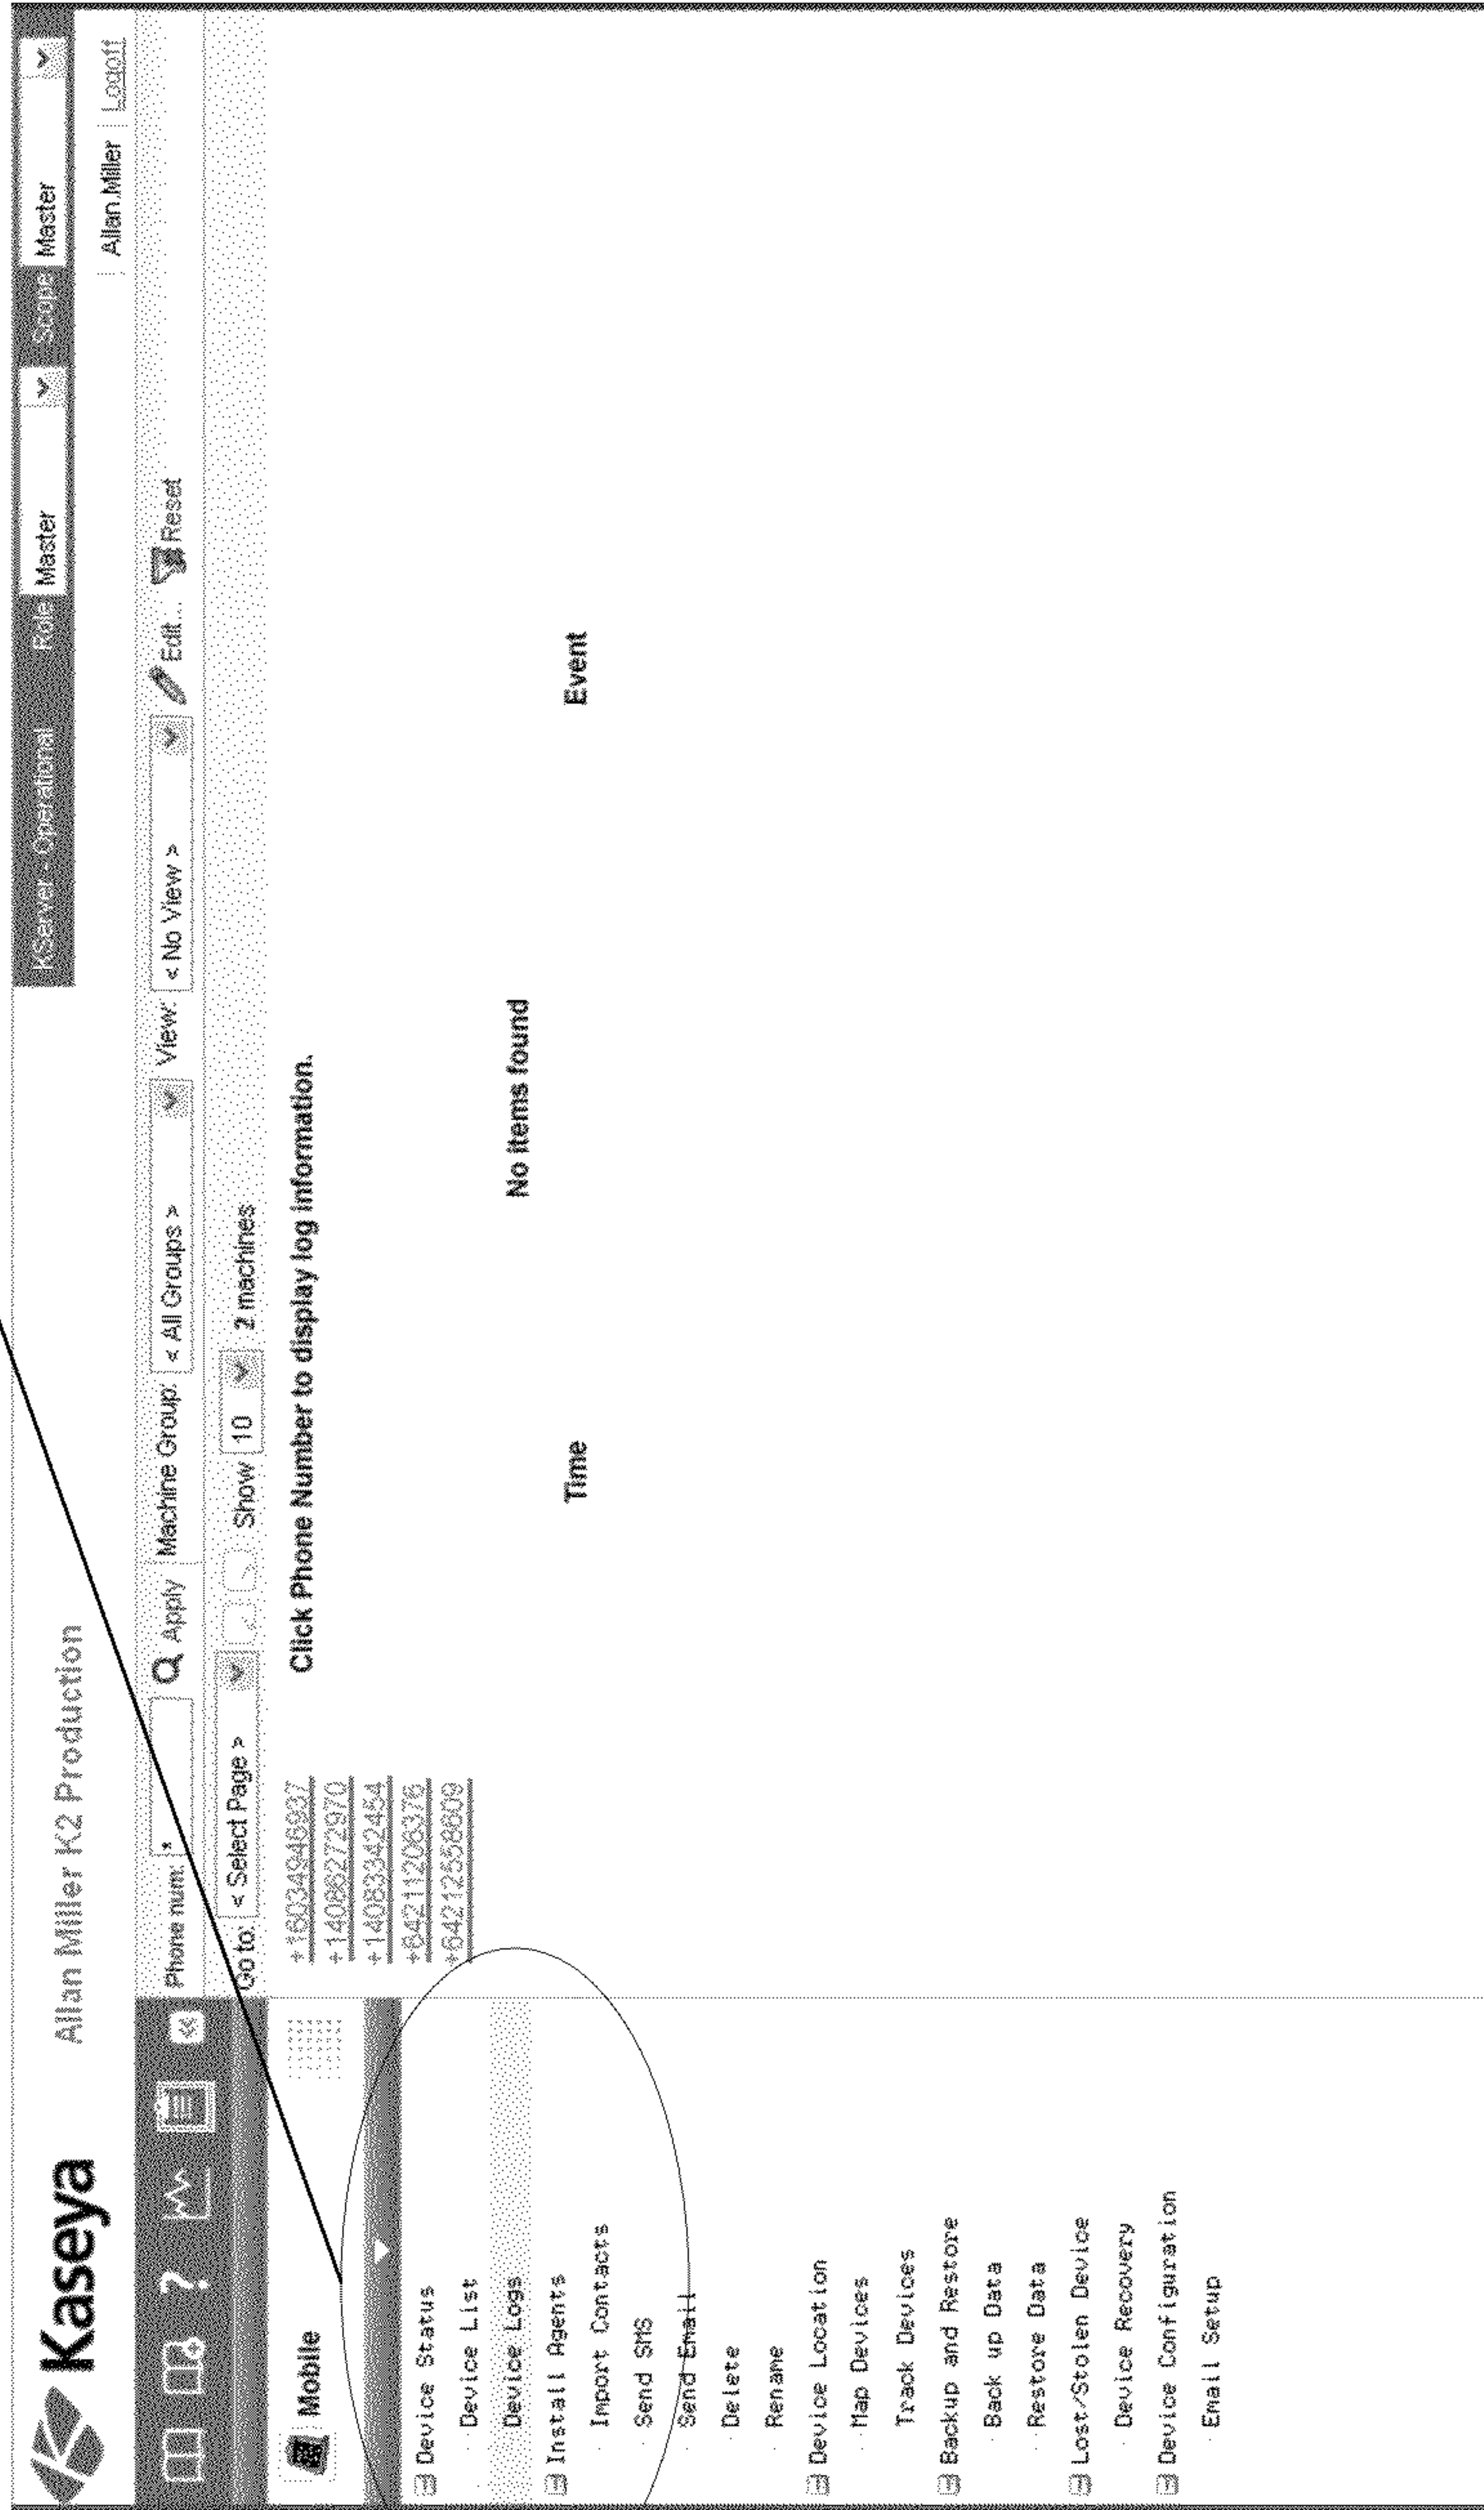 Kaseya
Allan Miller K2 Production
KServer - Operational Role Master Scope Master
Allan.Miller Logoff
Phone num: * Apply Machine Group: < All Groups > View: < No View > Edit... Reset
Go to: < Select Page > Show 10 2 machines
Mobile
Device Status
Device List
Device Logs
Install Agents
Import Contacts
Send SMS
Send Email
Delete
Rename
Device Location
Map Devices
Track Devices
Backup and Restore
Back up Data
Restore Data
Lost/Stolen Device
Device Recovery
Device Configuration
Email Setup
+16034946937
+14086272970
+14083342454
+64211206376
+64212558609
Click Phone Number to display log information.
No items found
Time Event